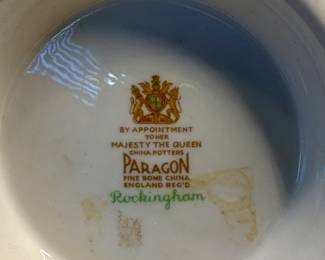 BY APPOINTMENT
TO HER
MAJESTY THE QUEEN
CHINA POTTERS
PARAGON
FINE BONE CHINA
ENGLAND REG'D
Rockingham